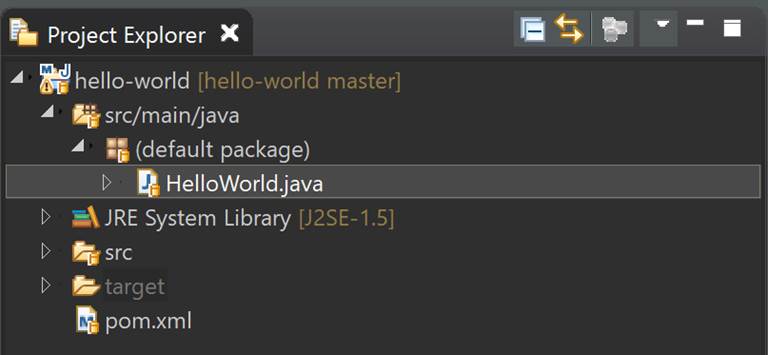 Project Explorer
hello-world [hello-world master]
src/main/java
(default package)
HelloWorld.java
JRE System Library [J2SE-1.5]
src
target
pom.xml